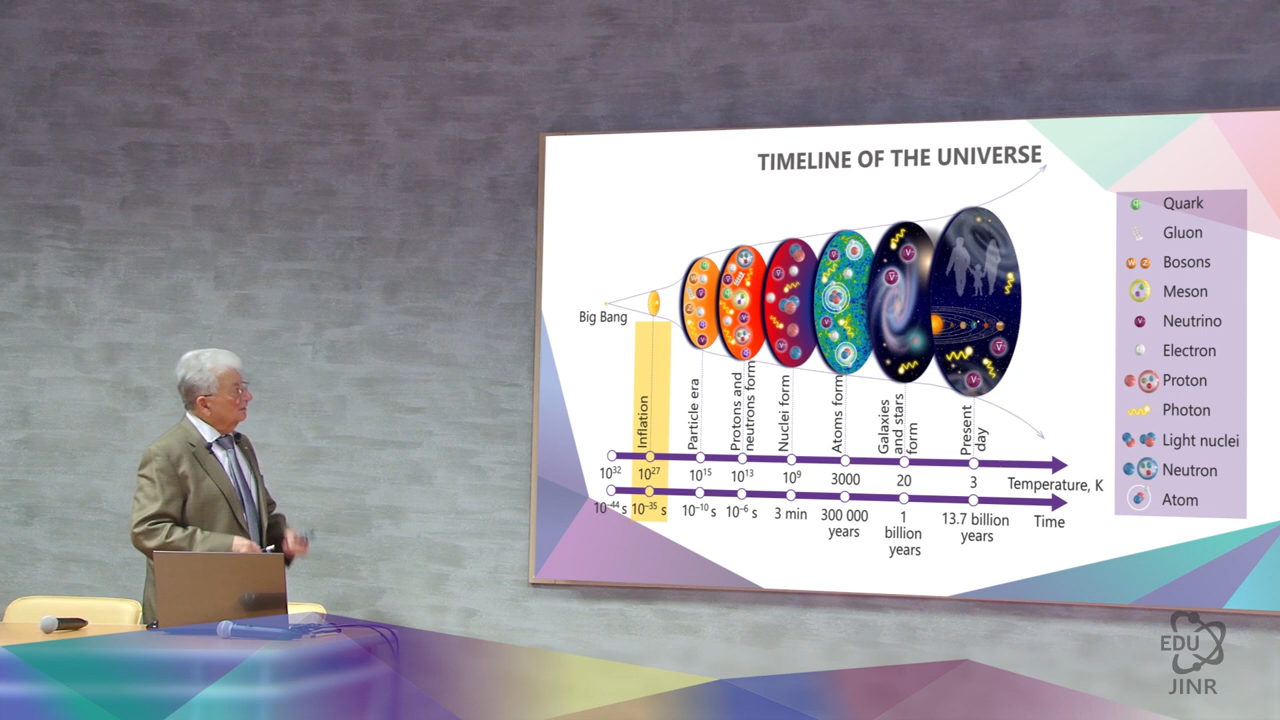 TIMELINE OF THE UNIVERSE
Big Bang
Inflation
Particle era
Protons and
neutrons form
Nuclei form
Atoms form
Galaxies
and stars
form
Present
day
10³² 10²⁷ 10¹⁵ 10¹³ 10⁹ 3000 20 3 Temperature, K
10⁻⁴⁴ s 10⁻³⁵ s 10⁻¹⁰ s 10⁻⁶ s 3 min 300 000 years 1 billion years 13.7 billion years Time
Quark
Gluon
W Z Bosons
Meson
V Neutrino
Electron
Proton
Photon
Light nuclei
Neutron
Atom
EDU
JINR